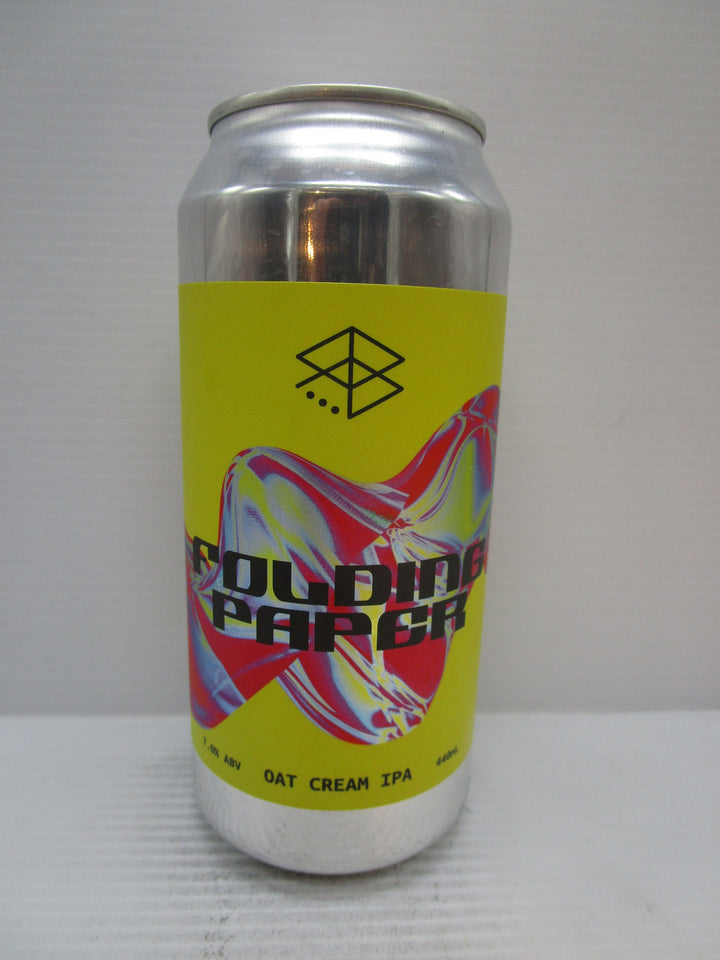 FOLDING
PAPER
7.0% ABV
OAT CREAM IPA
440mL